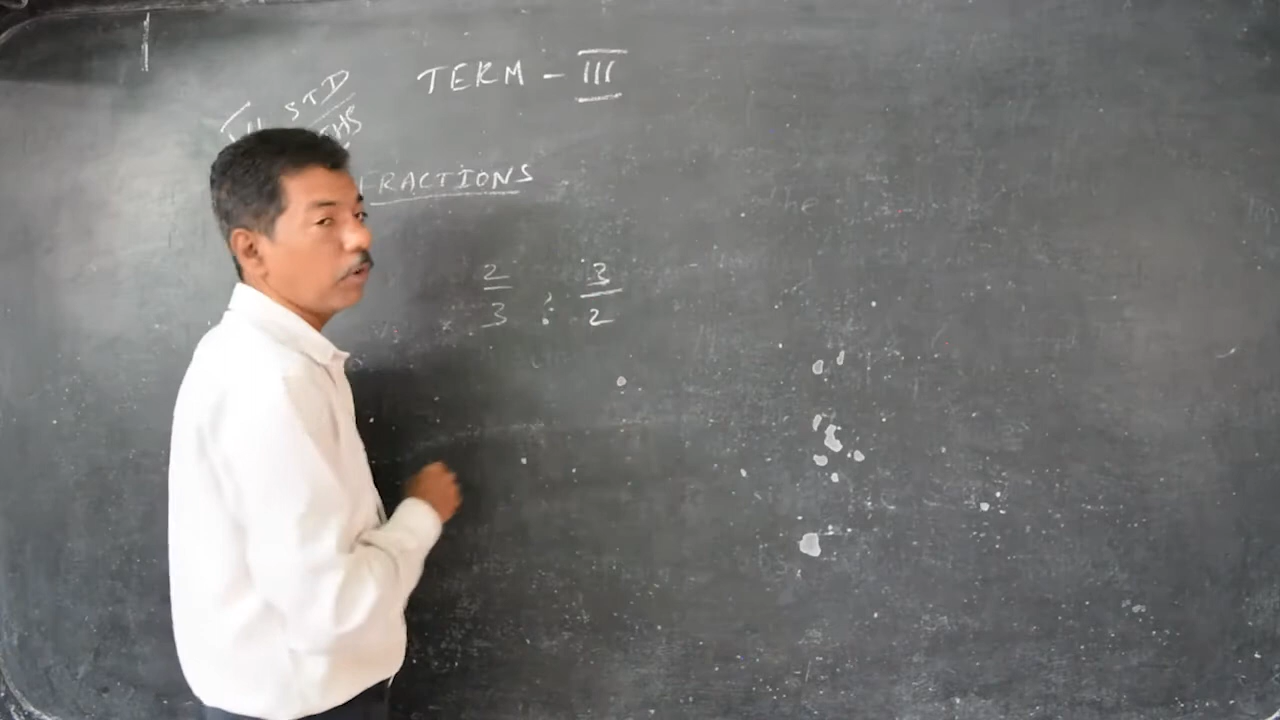 TERM - III
STD
FRACTIONS
2/3 ; 3/2